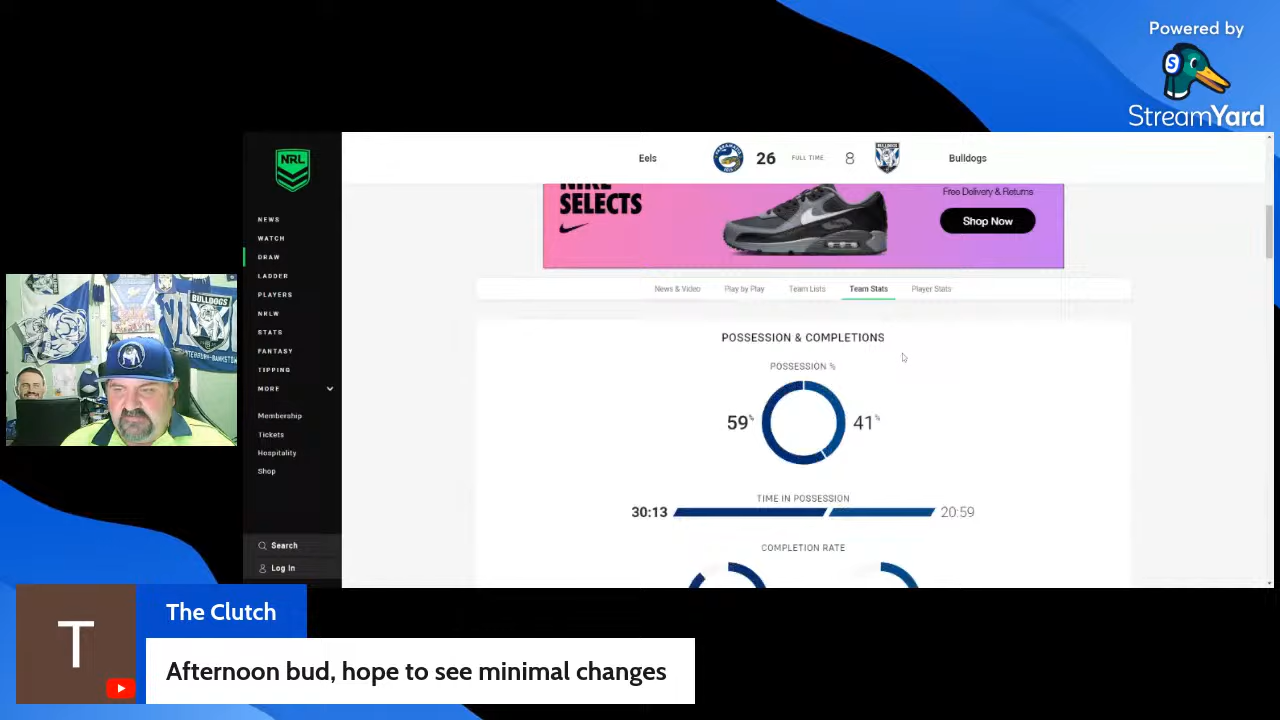 Powered by
S
StreamYard
NRL
Eels
26
FULL TIME
8
Bulldogs
NIKE
SELECTS
Free Delivery & Returns
Shop Now
NEWS
WATCH
DRAW
LADDER
PLAYERS
NRLW
STATS
FANTASY
TIPPING
MORE
Membership
Tickets
Hospitality
Shop
Search
Log In
News & Video
Play by Play
Team Lists
Team Stats
Player Stats
POSSESSION & COMPLETIONS
POSSESSION %
59%
41%
TIME IN POSSESSION
30:13
20:59
COMPLETION RATE
BULLDOGS
T
The Clutch
Afternoon bud, hope to see minimal changes